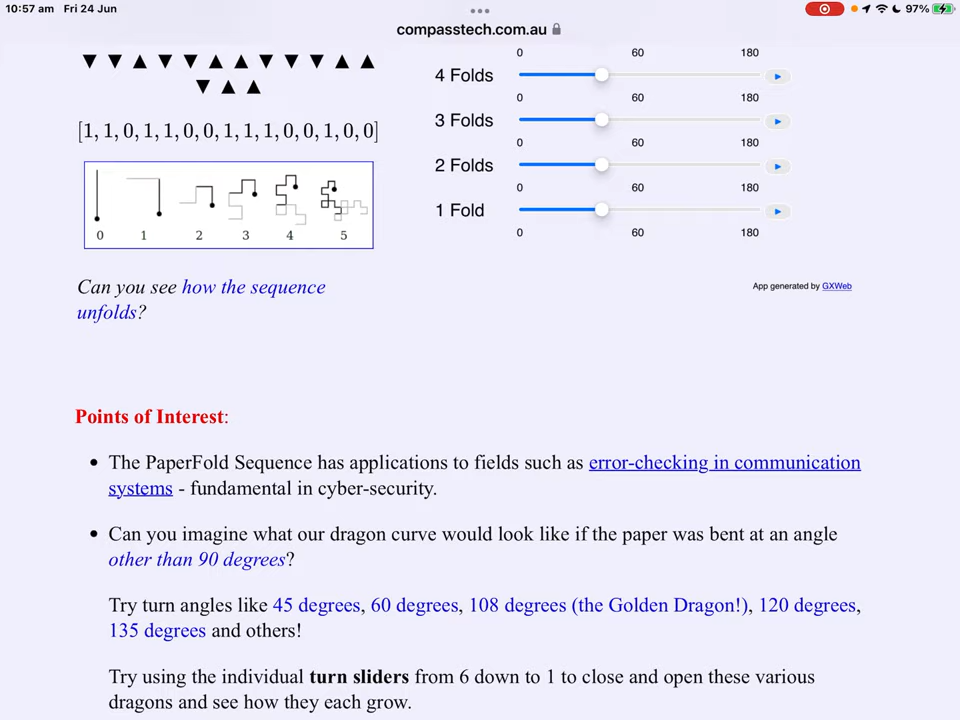 10:57 am Fri 24 Jun
97%
compasstech.com.au
▼ ▼ ▲ ▼ ▼ ▲ ▲ ▼ ▼ ▼ ▲ ▲
▼ ▲ ▲
[1, 1, 0, 1, 1, 0, 0, 1, 1, 1, 0, 0, 1, 0, 0]
0 1 2 3 4 5
Can you see how the sequence
unfolds?
0 60 180
4 Folds
0 60 180
3 Folds
0 60 180
2 Folds
0 60 180
1 Fold
0 60 180
App generated by GXWeb
Points of Interest:
• The PaperFold Sequence has applications to fields such as error-checking in communication
systems - fundamental in cyber-security.
• Can you imagine what our dragon curve would look like if the paper was bent at an angle
other than 90 degrees?
Try turn angles like 45 degrees, 60 degrees, 108 degrees (the Golden Dragon!), 120 degrees,
135 degrees and others!
Try using the individual turn sliders from 6 down to 1 to close and open these various
dragons and see how they each grow.